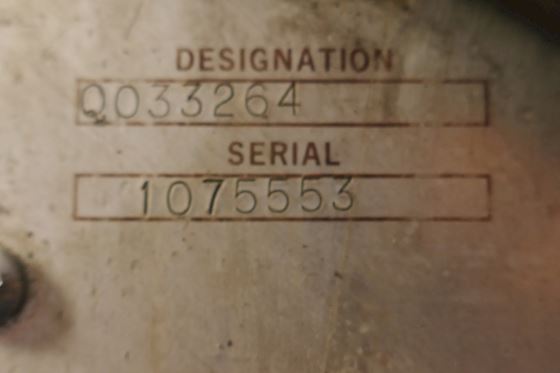 DESIGNATION
Q033264
SERIAL
1075553